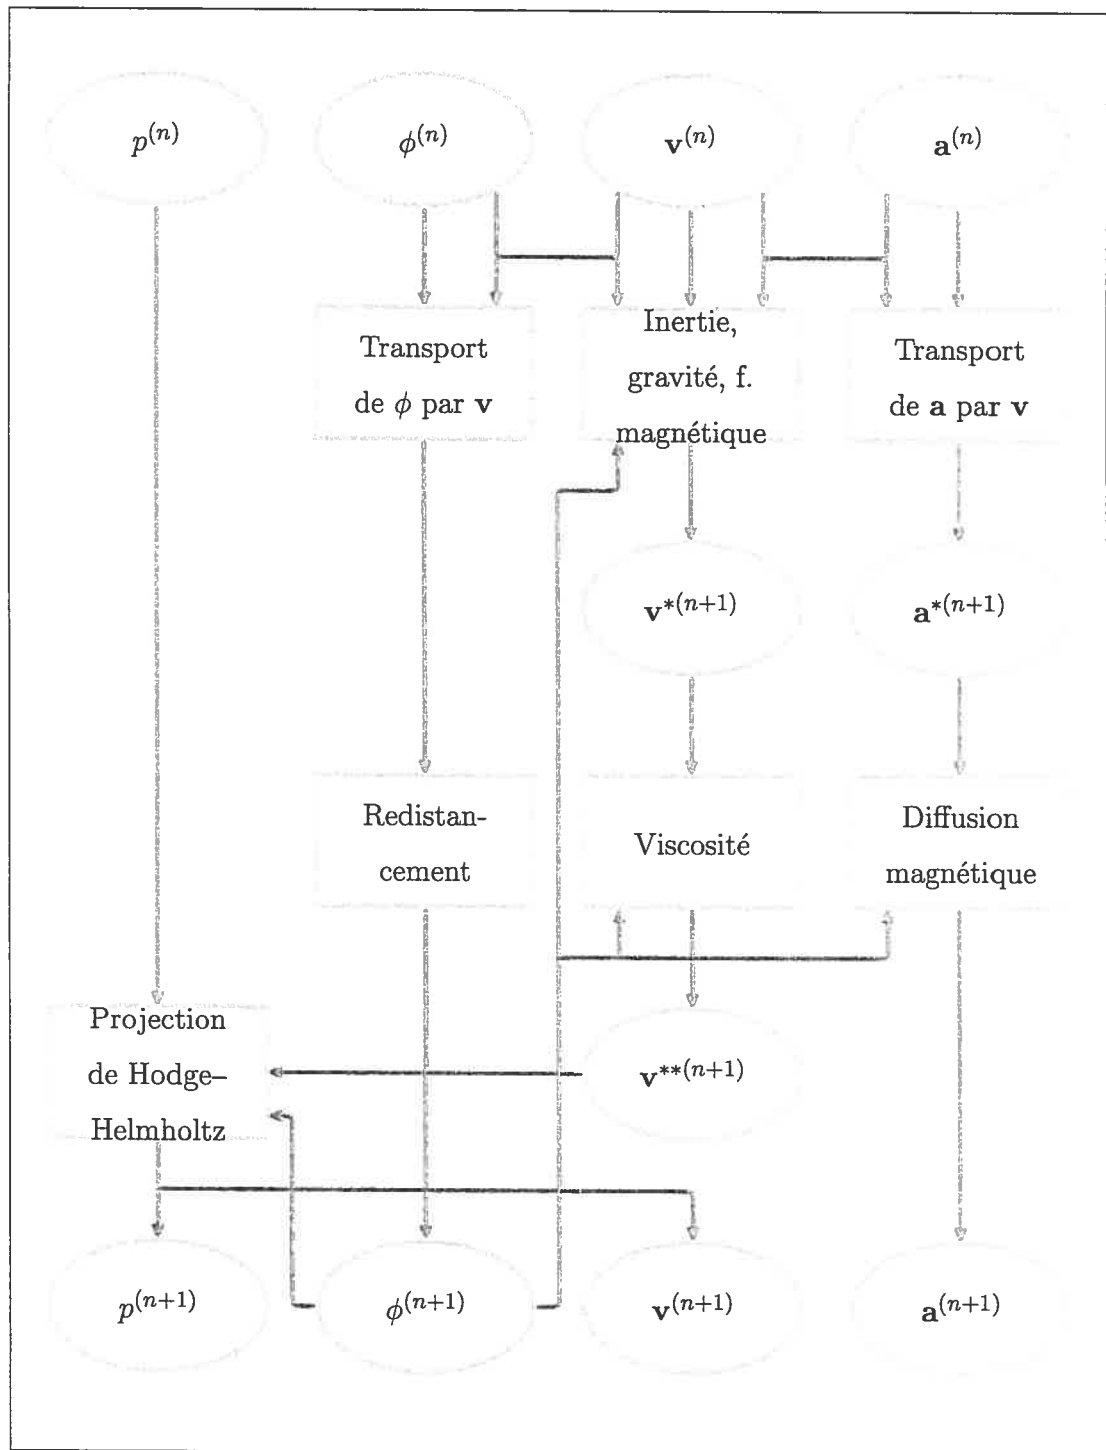 p^{(n)} ϕ^{(n)} v^{(n)} a^{(n)}
Transport
de ϕ par v
Inertie,
gravité, f.
magnétique
Transport
de a par v
v^{*(n+1)} a^{*(n+1)}
Redistan-
cement
Viscosité
Diffusion
magnétique
Projection
de Hodge–
Helmholtz
v^{**(n+1)}
p^{(n+1)} ϕ^{(n+1)} v^{(n+1)} a^{(n+1)}